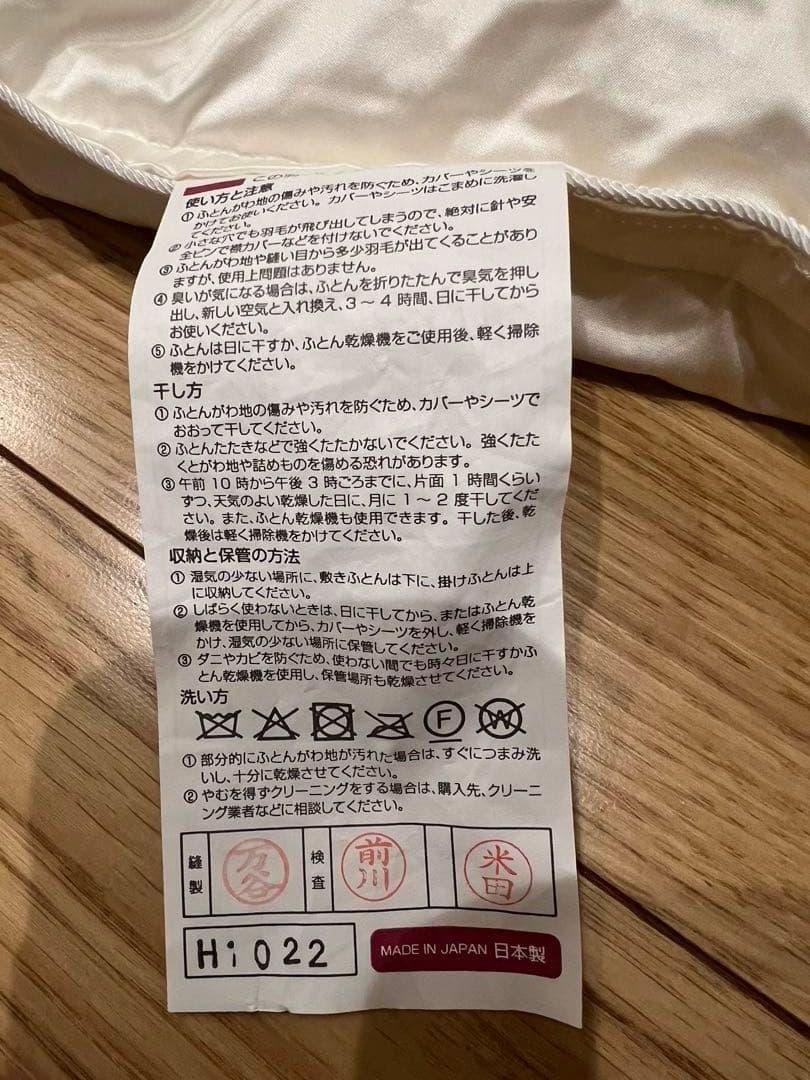 使い方と注意
① ふとんがわ地の傷みや汚れを防ぐため、カバーやシーツを
かけてお使いください。カバーやシーツはこまめに洗濯し
てください。
② 小さな穴でも羽毛が飛び出してしまうので、絶対に針や安
全ピンで襟カバーなどを付けないでください。
③ ふとんがわ地や縫い目から多少羽毛が出てくることがあり
ますが、使用上問題はありません。
④ 臭いが気になる場合は、ふとんを折りたたんで臭気を押し
出し、新しい空気と入れ換え、3～4時間、日に干してから
お使いください。
⑤ ふとんは日に干すか、ふとん乾燥機をご使用後、軽く掃除
機をかけてください。
干し方
① ふとんがわ地の傷みや汚れを防ぐため、カバーやシーツで
おおって干してください。
② ふとんたたきなどで強くたたかないでください。強くたた
くとがわ地や詰めものを傷める恐れがあります。
③ 午前10時から午後3時ごろまでに、片面1時間くらい
ずつ、天気のよい乾燥した日に、月に1～2度干してくだ
さい。また、ふとん乾燥機も使用できます。干した後、乾
燥後は軽く掃除機をかけてください。
収納と保管の方法
① 湿気の少ない場所に、敷きふとんは下に、掛けふとんは上
に収納してください。
② しばらく使わないときは、日に干してから、またはふとん乾
燥機を使用してから、カバーやシーツを外し、軽く掃除機を
かけ、湿気の少ない場所に保管してください。
③ ダニやカビを防ぐため、使わない間でも時々日に干すかふ
とん乾燥機を使用し、保管場所も乾燥させてください。
洗い方
F W
① 部分的にふとんがわ地が汚れた場合は、すぐにつまみ洗
いし、十分に乾燥させてください。
② やむを得ずクリーニングをする場合は、購入先、クリーニ
ング業者などに相談してください。
縫製 万谷 検査 前川 米田
Hi022
MADE IN JAPAN 日本製